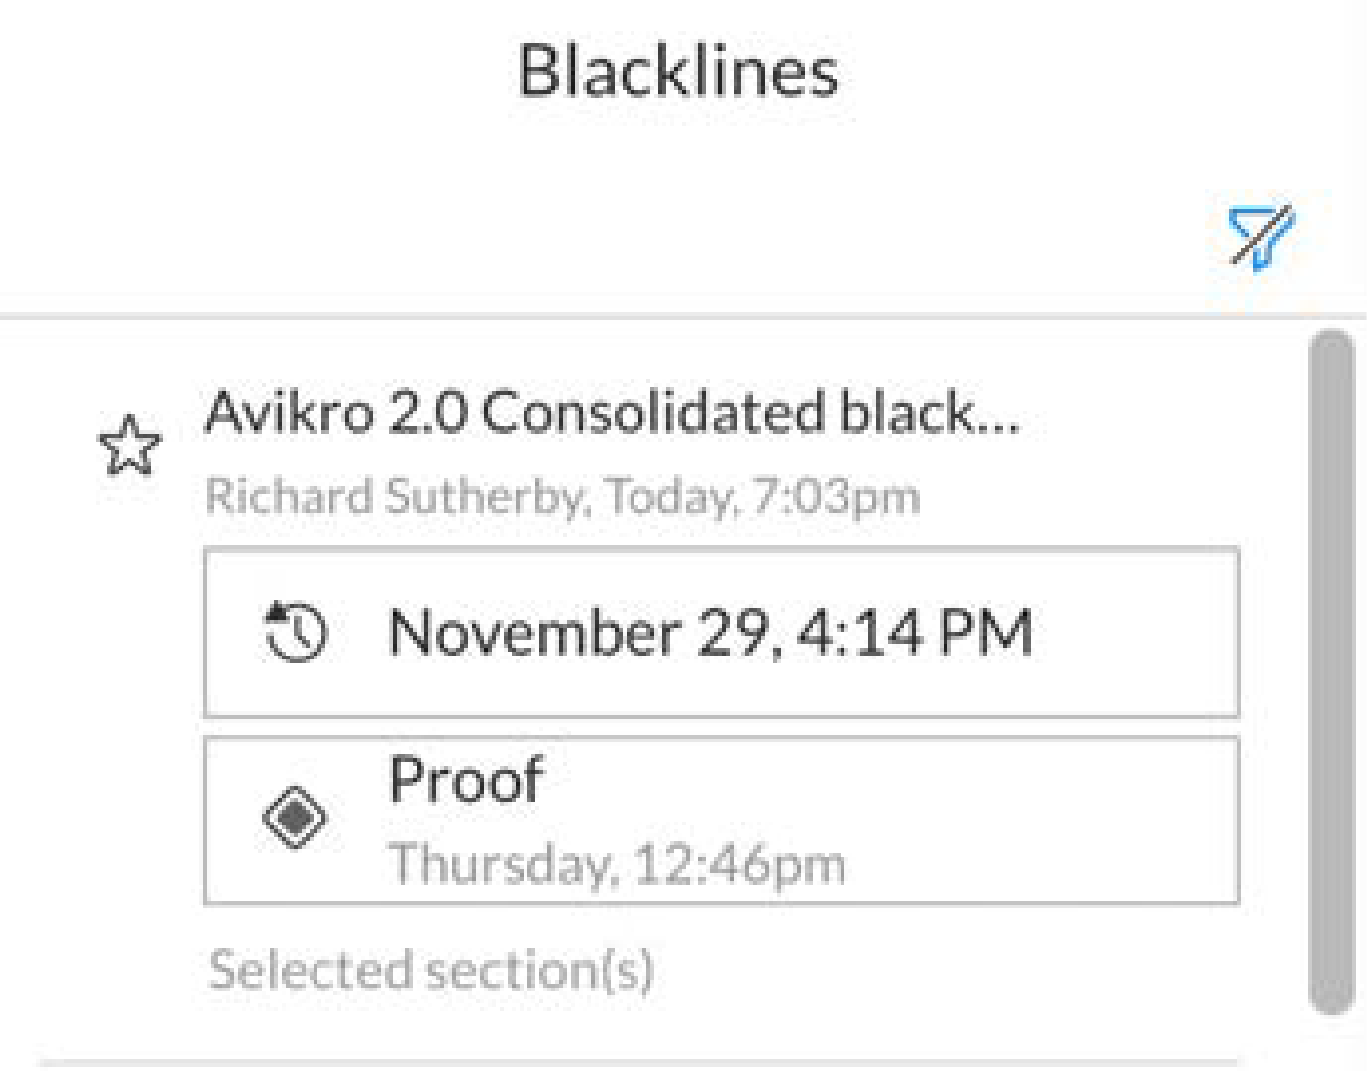 Blacklines
Avikro 2.0 Consolidated black...
Richard Sutherby, Today, 7:03pm
November 29, 4:14 PM
Proof
Thursday, 12:46pm
Selected section(s)